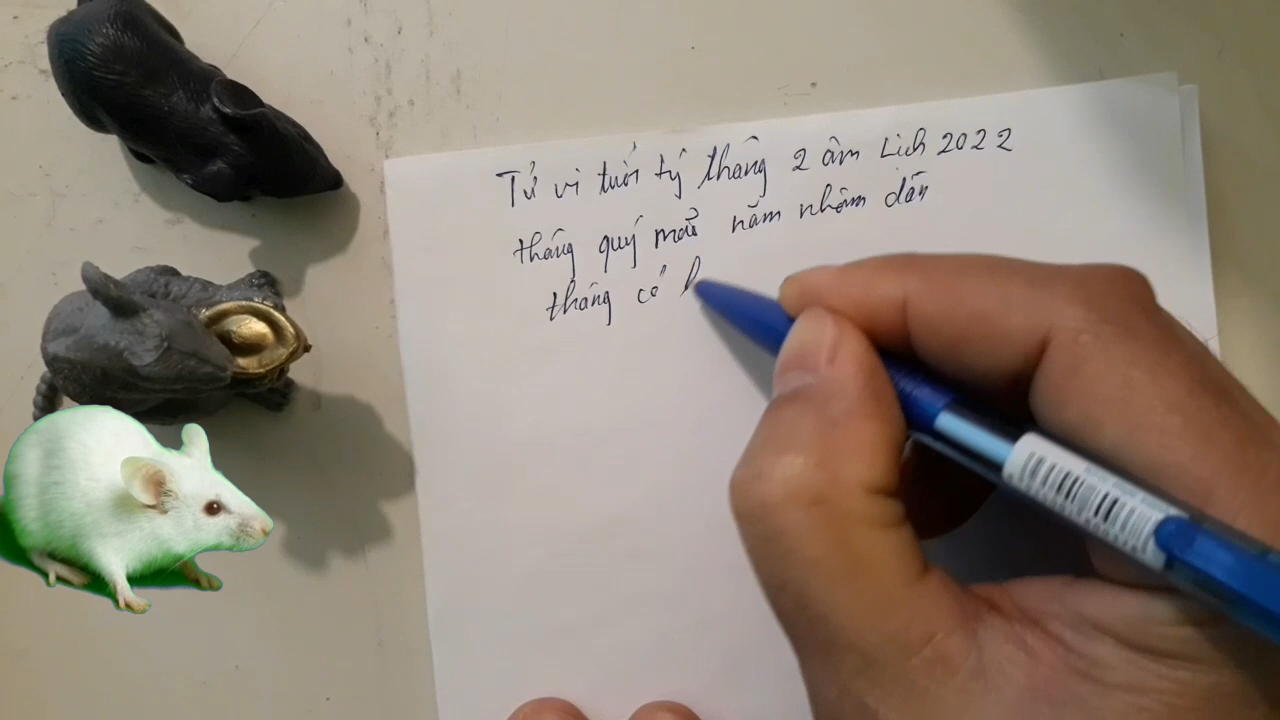 Tử vi tuổi tý tháng 2 âm Lịch 2022
tháng quý mão năm nhâm dần
tháng có